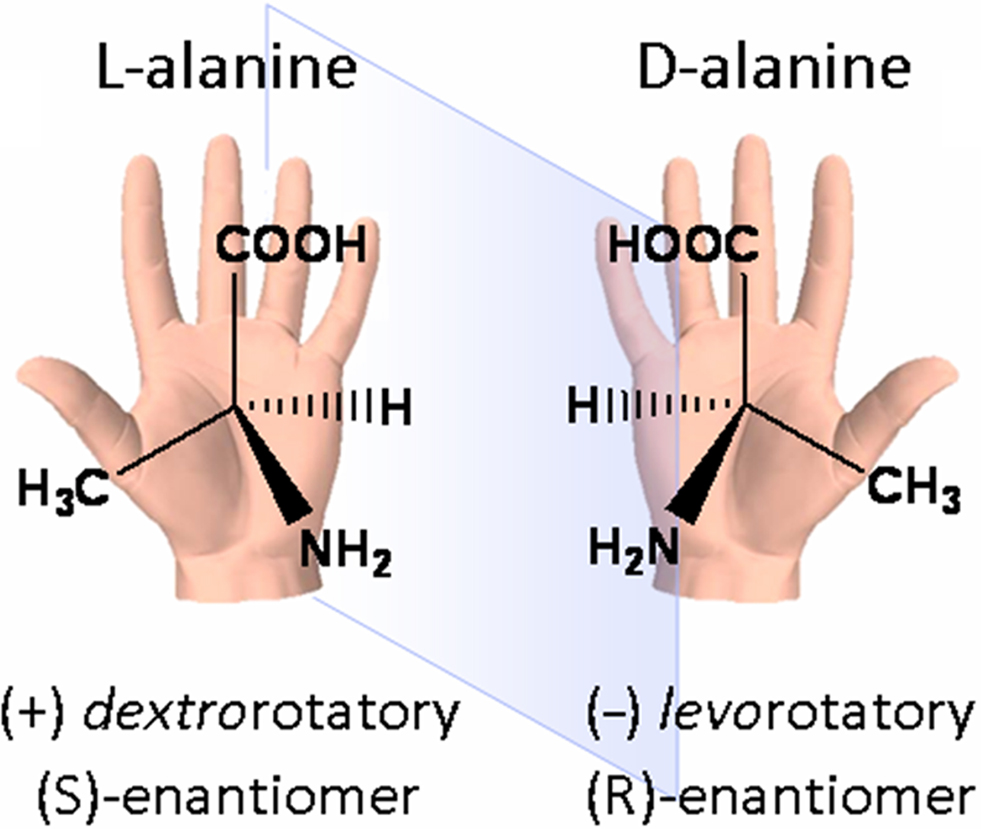 L-alanine
D-alanine
COOH
HOOC
H
H
H₃C
CH₃
NH₂
H₂N
(+) dextrorotatory
(–) levorotatory
(S)-enantiomer
(R)-enantiomer